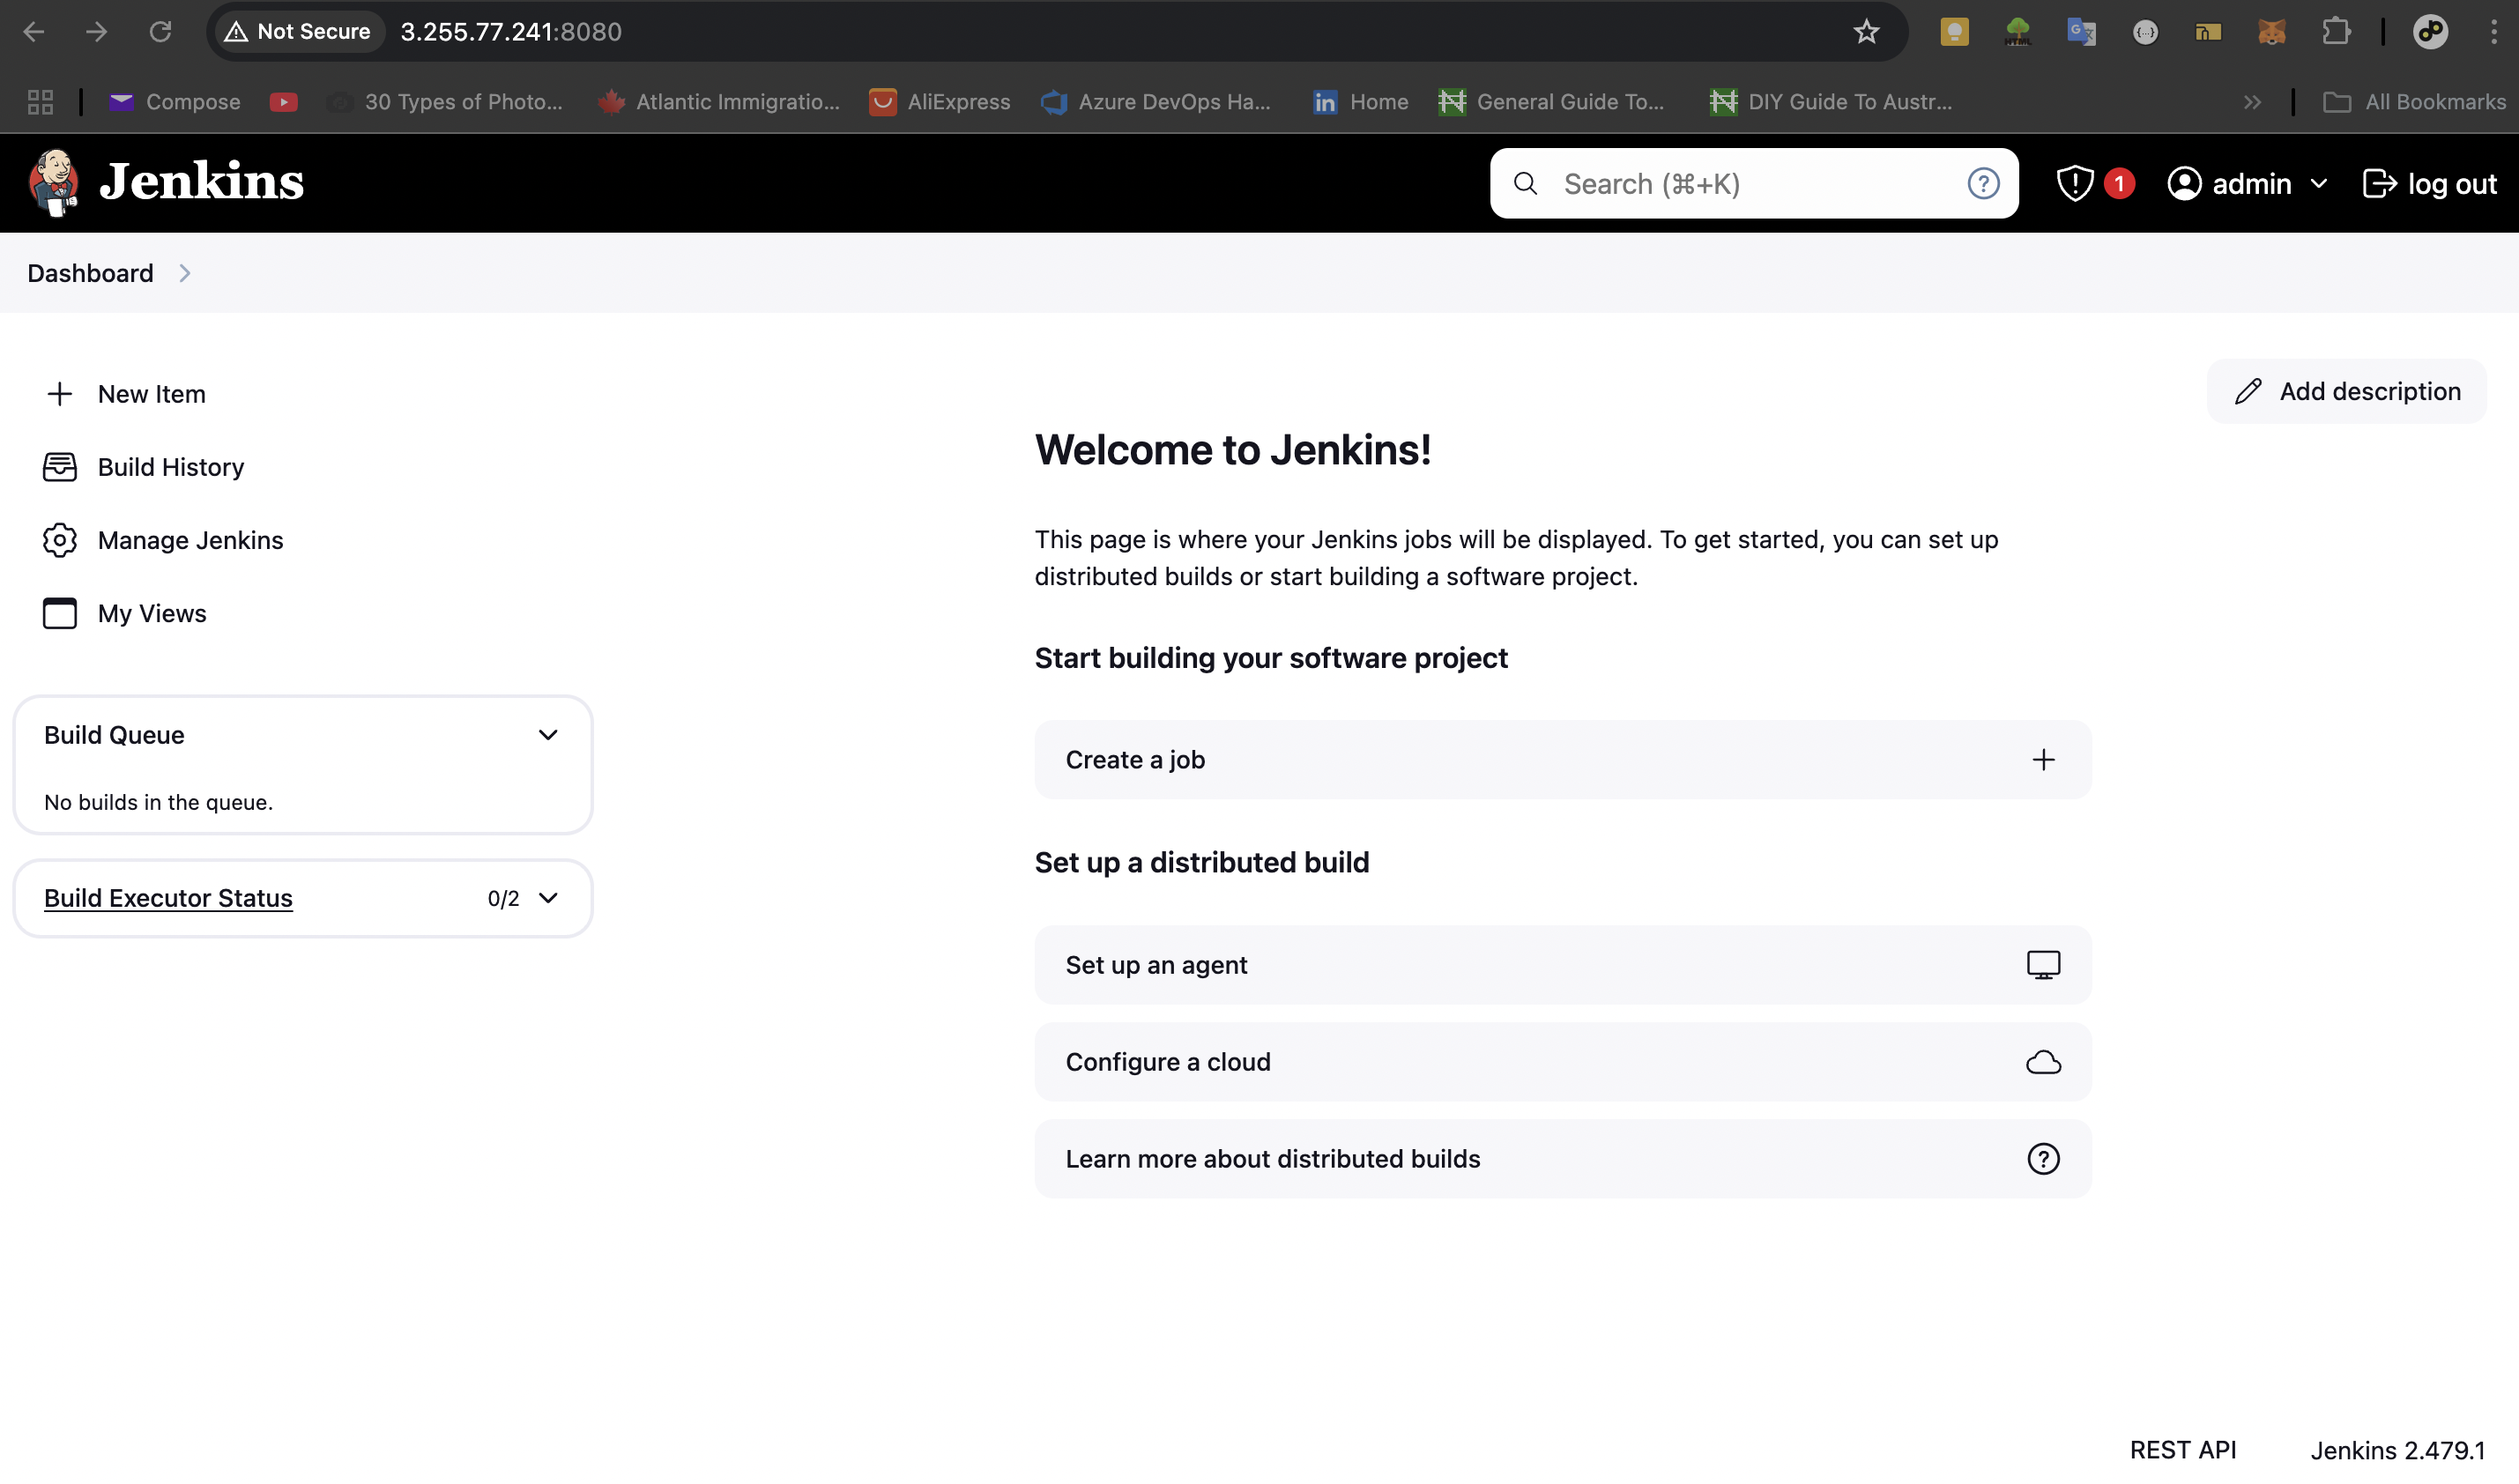 Not Secure 3.255.77.241:8080
Compose 30 Types of Photo... Atlantic Immigratio... AliExpress Azure DevOps Ha... Home General Guide To... DIY Guide To Austr... All Bookmarks
Jenkins
Search (⌘+K)
1
admin
log out
Dashboard
New Item
Build History
Manage Jenkins
My Views
Build Queue
No builds in the queue.
Build Executor Status 0/2
Add description
Welcome to Jenkins!
This page is where your Jenkins jobs will be displayed. To get started, you can set up
distributed builds or start building a software project.
Start building your software project
Create a job
Set up a distributed build
Set up an agent
Configure a cloud
Learn more about distributed builds
REST API Jenkins 2.479.1